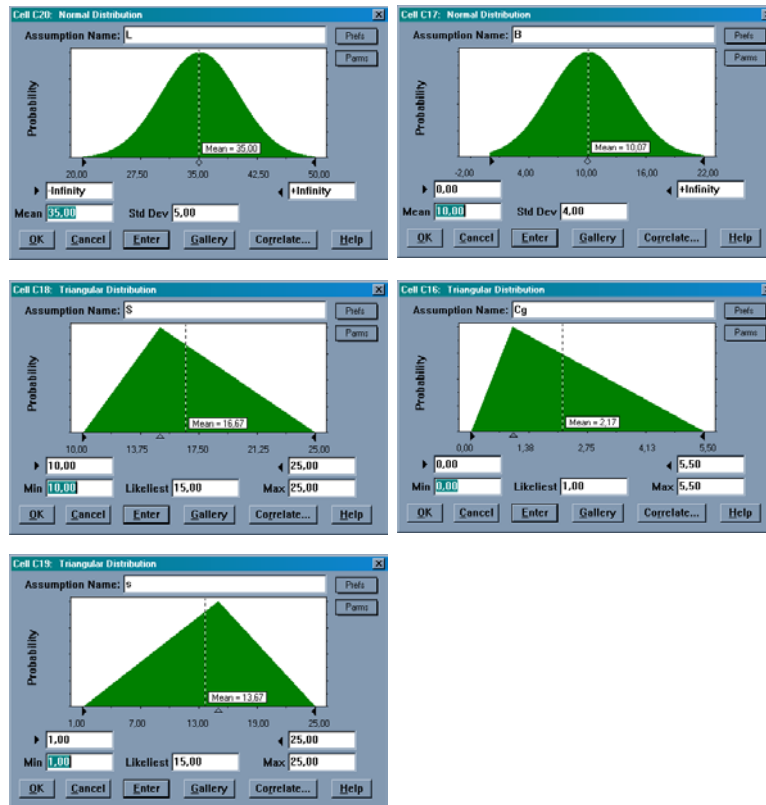 Cell C20: Normal Distribution
Assumption Name: L
Prefs
Parms
Probability
Mean = 35,00
20,00 27,50 35,00 42,50 50,00
-Infinity +Infinity
Mean 35,00 Std Dev 5,00
OK Cancel Enter Gallery Correlate... Help
Cell C17: Normal Distribution
Assumption Name: B
Prefs
Parms
Probability
Mean = 10,07
-2,00 4,00 10,00 16,00 22,00
0,00 +Infinity
Mean 10,00 Std Dev 4,00
OK Cancel Enter Gallery Correlate... Help
Cell C18: Triangular Distribution
Assumption Name: S
Prefs
Parms
Probability
Mean = 16,67
10,00 13,75 17,50 21,25 25,00
10,00 25,00
Min 10,00 Likeliest 15,00 Max 25,00
OK Cancel Enter Gallery Correlate... Help
Cell C16: Triangular Distribution
Assumption Name: Cg
Prefs
Parms
Probability
Mean = 2,17
0,00 1,38 2,75 4,13 5,50
0,00 5,50
Min 0,00 Likeliest 1,00 Max 5,50
OK Cancel Enter Gallery Correlate... Help
Cell C19: Triangular Distribution
Assumption Name: s
Prefs
Parms
Probability
Mean = 13,67
1,00 7,00 13,00 19,00 25,00
1,00 25,00
Min 1,00 Likeliest 15,00 Max 25,00
OK Cancel Enter Gallery Correlate... Help